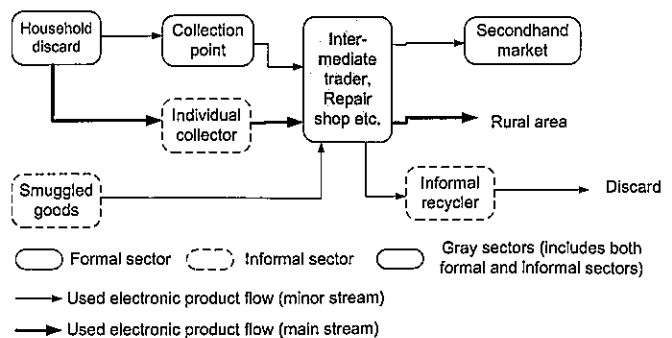 Household
discard
Collection
point
Inter-
mediate
trader,
Repair
shop etc.
Secondhand
market
Individual
collector
Rural area
Smuggled
goods
Informal
recycler
Discard
Formal sector
Informal sector
Gray sectors (includes both
formal and informal sectors)
Used electronic product flow (minor stream)
Used electronic product flow (main stream)